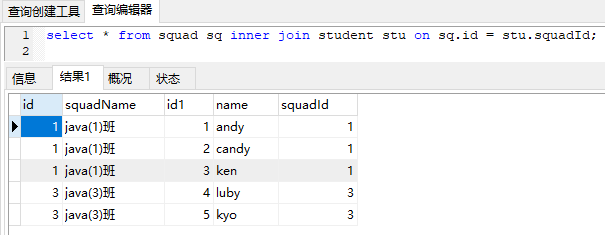 查询创建工具 查询编辑器
1 select * from squad sq inner join student stu on sq.id = stu.squadId;
2
信息 结果1 概况 状态
id squadName id1 name squadId
1 java(1)班 1 andy 1
1 java(1)班 2 candy 1
1 java(1)班 3 ken 1
3 java(3)班 4 luby 3
3 java(3)班 5 kyo 3